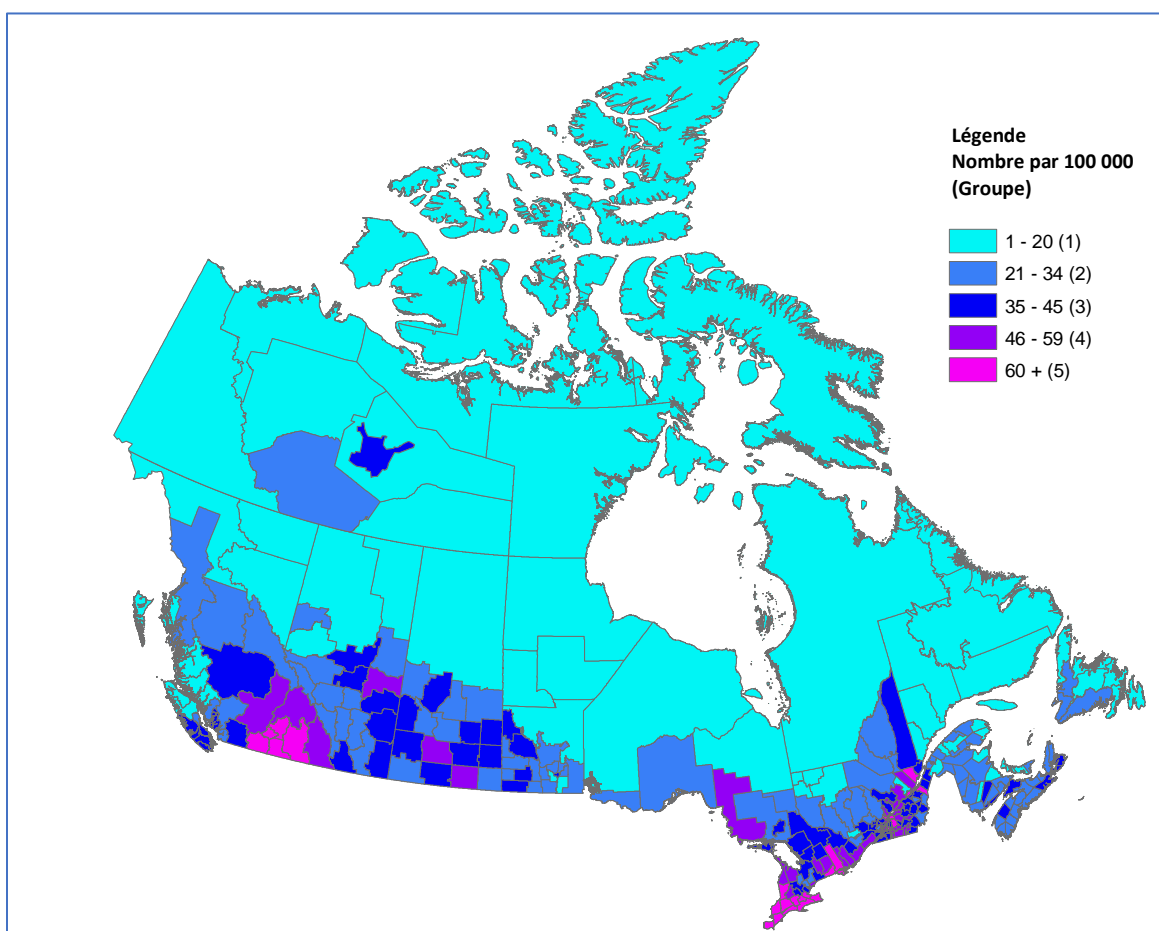 Légende
Nombre par 100 000
(Groupe)
1 - 20 (1)
21 - 34 (2)
35 - 45 (3)
46 - 59 (4)
60 + (5)